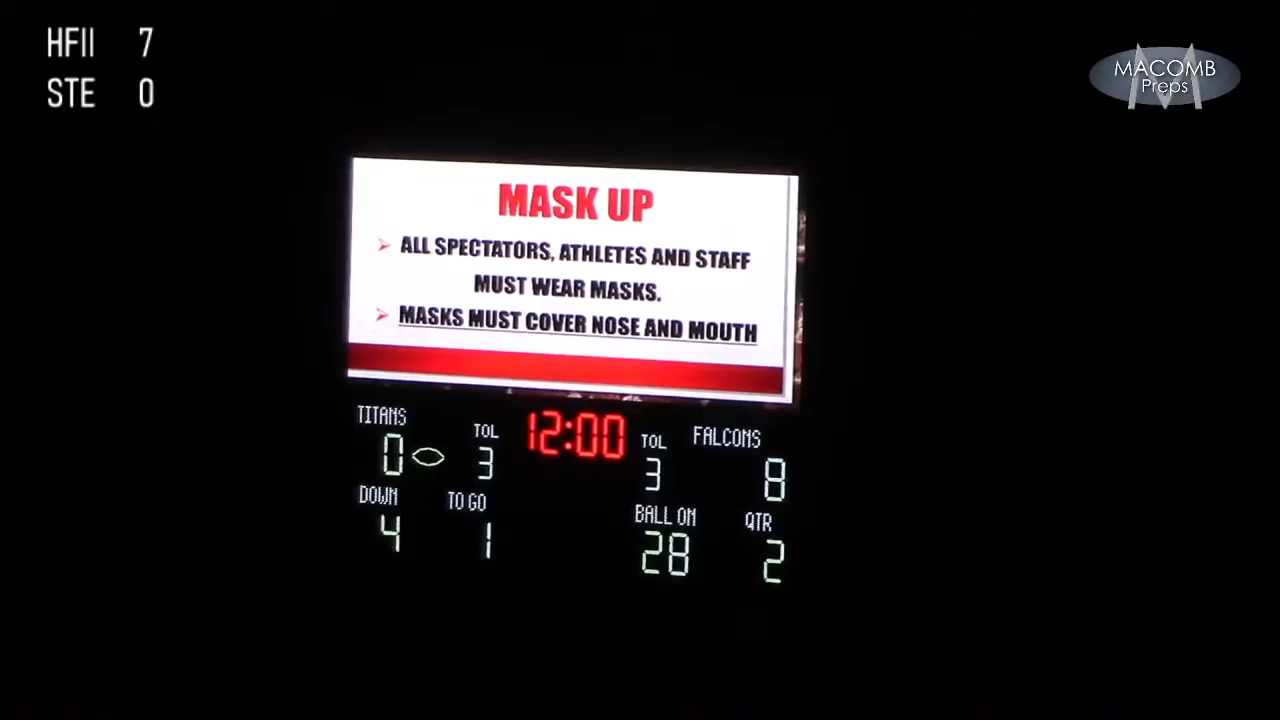 HFII 7
STE 0
MACOMB
Preps
MASK UP
ALL SPECTATORS, ATHLETES AND STAFF
MUST WEAR MASKS.
MASKS MUST COVER NOSE AND MOUTH
TITANS
0
TOL
3
12:00
TOL
3
FALCONS
8
DOWN
4
TO GO
1
BALL ON
28
QTR
2